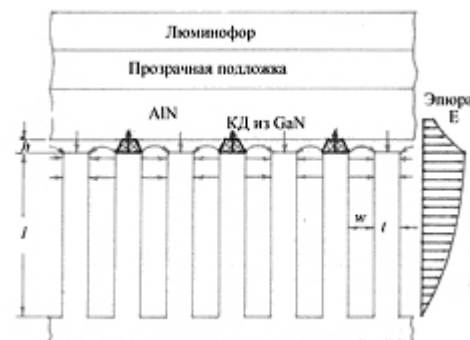 Люминофор
Прозрачная подложка
AlN
КД из GaN
Эпюра
E
h
w
t
l